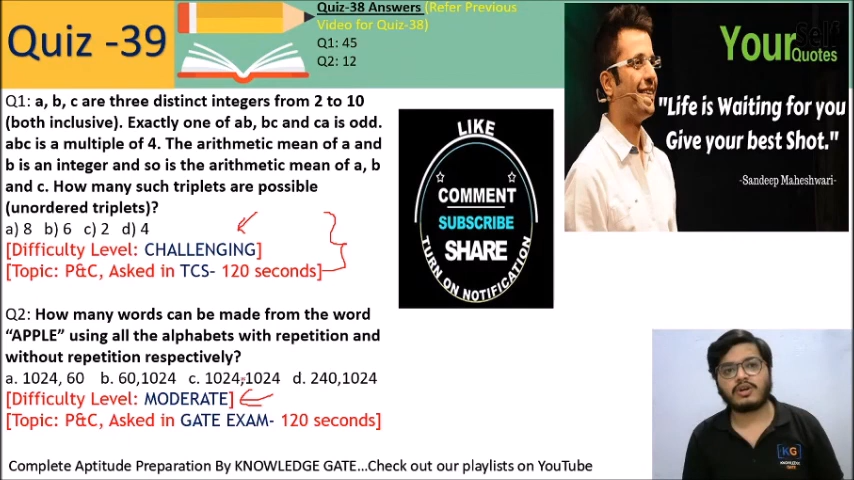 Quiz -39
Quiz-38 Answers (Refer Previous
Video for Quiz-38)
Q1: 45
Q2: 12
Q1: a, b, c are three distinct integers from 2 to 10
(both inclusive). Exactly one of ab, bc and ca is odd.
abc is a multiple of 4. The arithmetic mean of a and
b is an integer and so is the arithmetic mean of a, b
and c. How many such triplets are possible
(unordered triplets)?
a) 8 b) 6 c) 2 d) 4
[Difficulty Level: CHALLENGING]
[Topic: P&C, Asked in TCS- 120 seconds]
Q2: How many words can be made from the word
“APPLE” using all the alphabets with repetition and
without repetition respectively?
a. 1024, 60 b. 60,1024 c. 1024,1024 d. 240,1024
[Difficulty Level: MODERATE]
[Topic: P&C, Asked in GATE EXAM- 120 seconds]
Complete Aptitude Preparation By KNOWLEDGE GATE...Check out our playlists on YouTube
LIKE
COMMENT
SUBSCRIBE
SHARE
TURN ON NOTIFICATION
Your Self
Quotes
"Life is Waiting for you
Give your best Shot."
-Sandeep Maheshwari-
KG
KNOWLEDGE
GATE